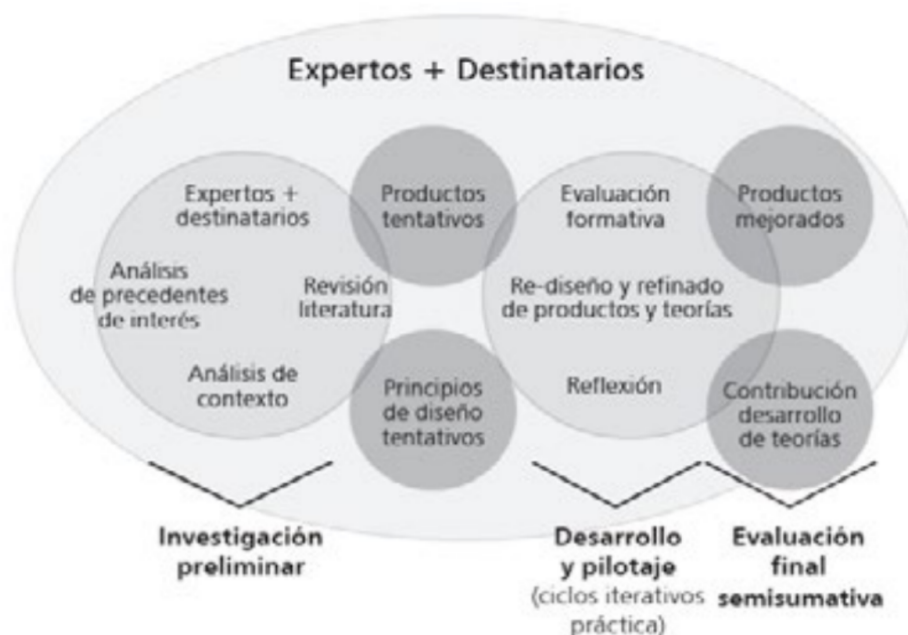 Expertos + Destinatarios
Expertos +
destinatarios
Análisis
de precedentes
de interés
Revisión
literatura
Análisis de
contexto
Productos
tentativos
Principios
de diseño
tentativos
Evaluación
formativa
Re-diseño y refinado
de productos y teorías
Reflexión
Productos
mejorados
Contribución
desarrollo
de teorías
Investigación
preliminar
Desarrollo
y pilotaje
(ciclos iterativos
práctica)
Evaluación
final
semisumativa